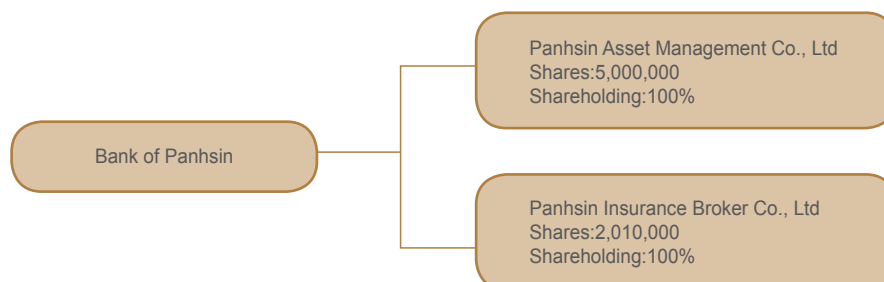 Panhsin Asset Management Co., Ltd
Shares:5,000,000
Shareholding:100%
Bank of Panhsin
Panhsin Insurance Broker Co., Ltd
Shares:2,010,000
Shareholding:100%